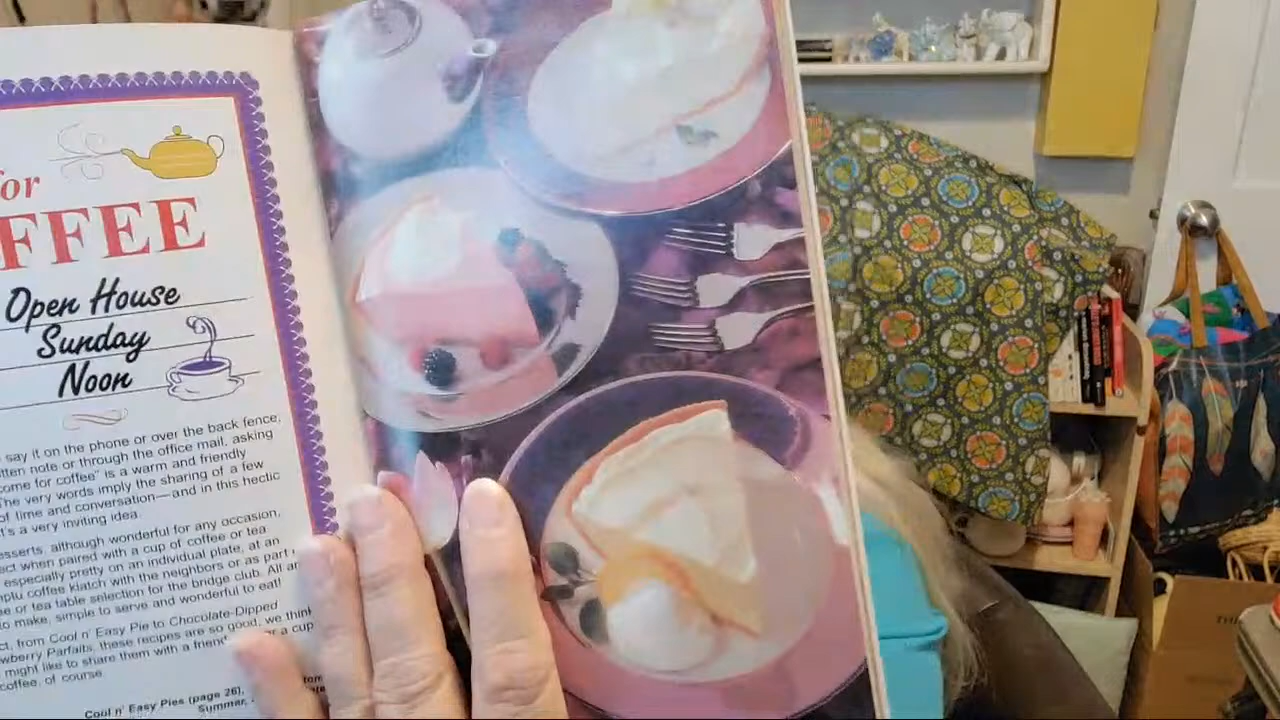 for
FFEE
Open House
Sunday
Noon
say it on the phone or over the back fence,
tten note or through the office mail, asking
come for coffee" is a warm and friendly
The very words imply the sharing of a few
of time and conversation—and in this hectic
t's a very inviting idea.
esserts, although wonderful for any occasion,
ect when paired with a cup of coffee or tea
especially pretty on an individual plate, at an
mptu coffee klatch with the neighbors or as part
ee or tea table selection for the bridge club. All ar
to make, simple to serve and wonderful to eat!
ct, from Cool n' Easy Pie to Chocolate-Dipped
wberry Parfaits, these recipes are so good, we think
might like to share them with a friend
r a cup
coffee, of course.
Cool n' Easy Pies (page 26),
tom
Summar,